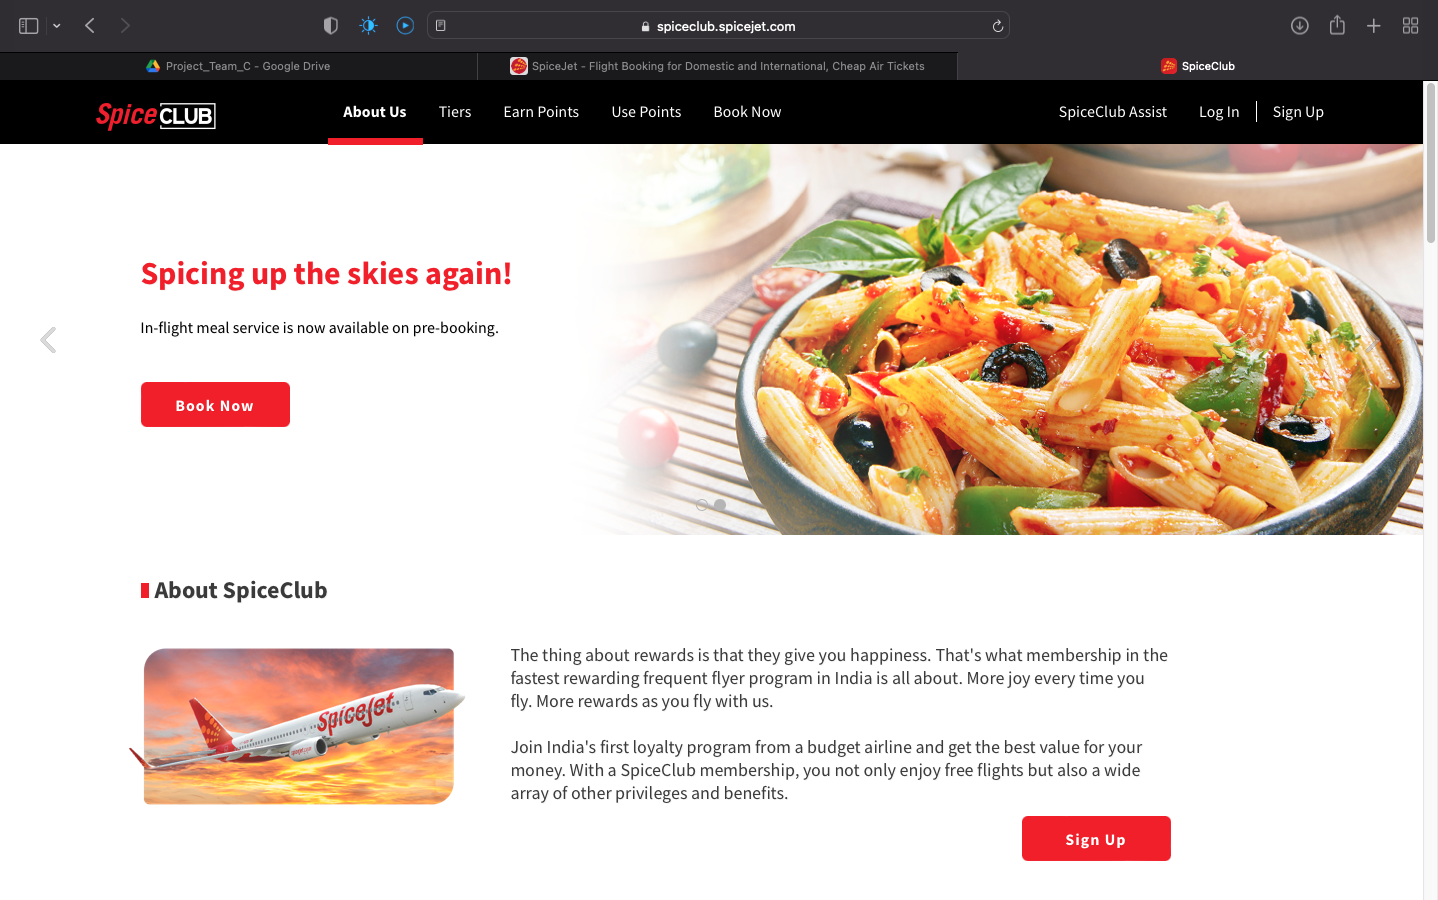 spiceclub.spicejet.com
Project_Team_C - Google Drive
SpiceJet - Flight Booking for Domestic and International, Cheap Air Tickets
SpiceClub
SpiceCLUB
About Us
Tiers
Earn Points
Use Points
Book Now
SpiceClub Assist
Log In
Sign Up
Spicing up the skies again!
In-flight meal service is now available on pre-booking.
Book Now
About SpiceClub
SpiceJet
The thing about rewards is that they give you happiness. That's what membership in the
fastest rewarding frequent flyer program in India is all about. More joy every time you
fly. More rewards as you fly with us.
Join India's first loyalty program from a budget airline and get the best value for your
money. With a SpiceClub membership, you not only enjoy free flights but also a wide
array of other privileges and benefits.
Sign Up